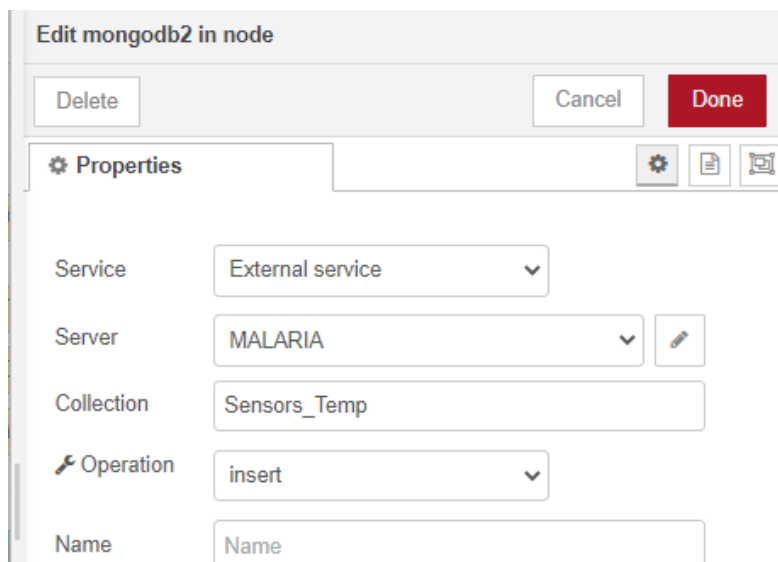 Edit mongodb2 in node
Delete Cancel Done
Properties
Service External service
Server MALARIA
Collection Sensors_Temp
Operation insert
Name Name